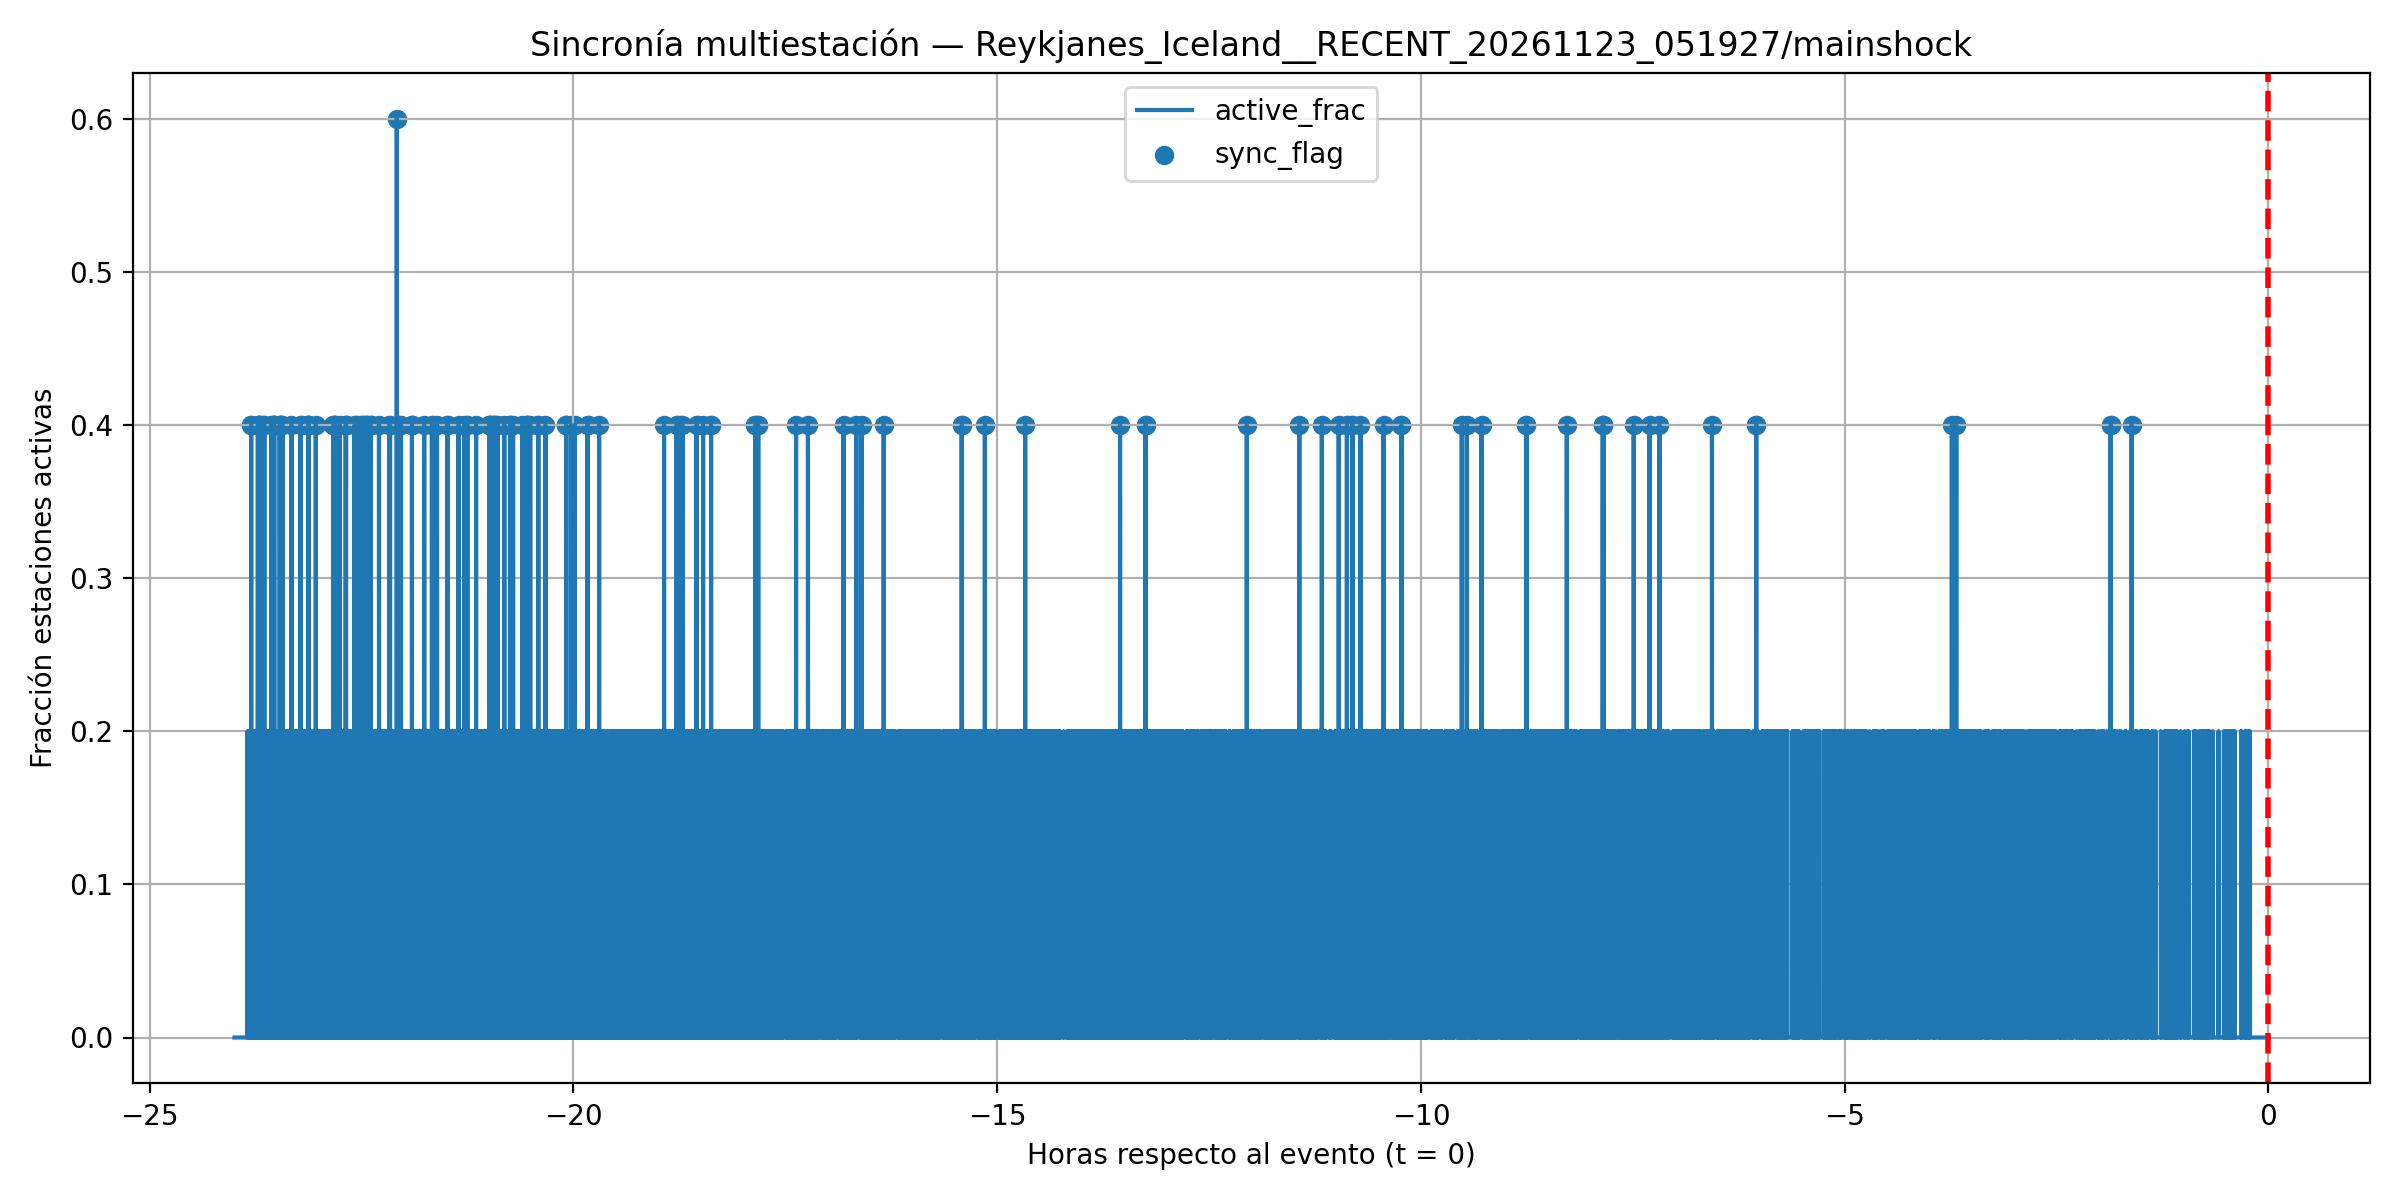 Sincronía multiestación — Reykjanes_Iceland__RECENT_20261123_051927/mainshock
active_frac
sync_flag
Fracción estaciones activas
0.6
0.5
0.4
0.3
0.2
0.1
0.0
−25
−20
−15
−10
−5
0
Horas respecto al evento (t = 0)